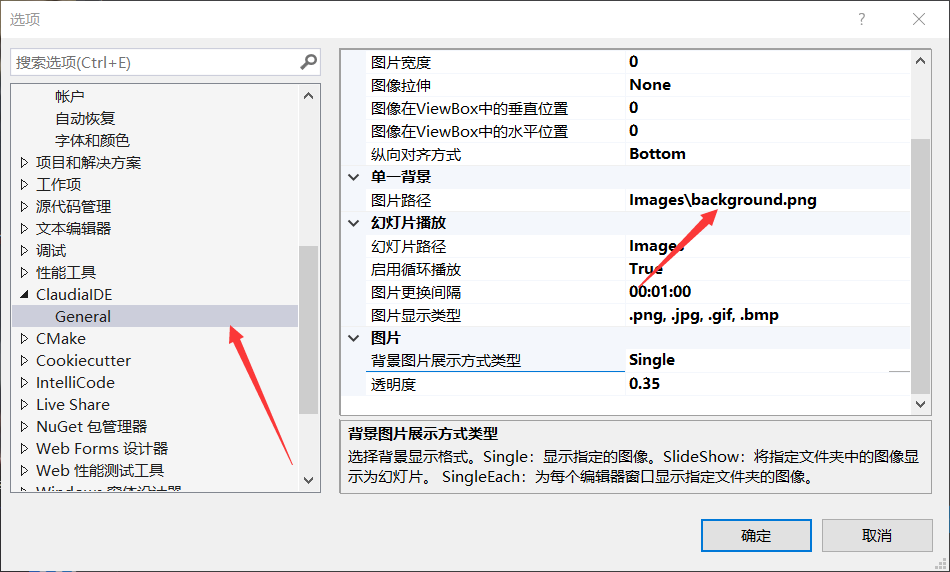 选项
搜索选项(Ctrl+E)
帐户
自动恢复
字体和颜色
项目和解决方案
工作项
源代码管理
文本编辑器
调试
性能工具
ClaudiaIDE
General
CMake
Cookiecutter
IntelliCode
Live Share
NuGet 包管理器
Web Forms 设计器
Web 性能测试工具
Windows 窗体设计器
图片宽度 0
图像拉伸 None
图像在ViewBox中的垂直位置 0
图像在ViewBox中的水平位置 0
纵向对齐方式 Bottom
单一背景
图片路径 Images\background.png
幻灯片播放
幻灯片路径 Images
启用循环播放 True
图片更换间隔 00:01:00
图片显示类型 .png, .jpg, .gif, .bmp
图片
背景图片展示方式类型 Single
透明度 0.35
背景图片展示方式类型
选择背景显示格式。Single：显示指定的图像。SlideShow：将指定文件夹中的图像显
示为幻灯片。 SingleEach：为每个编辑器窗口显示指定文件夹的图像。
确定
取消